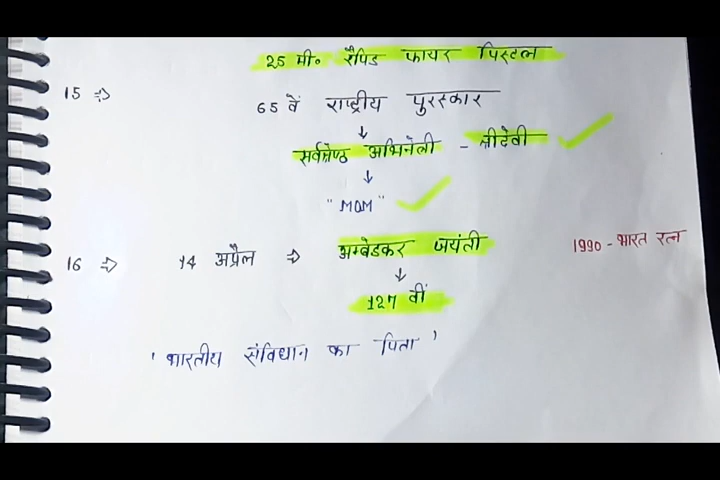 25 मी० रैपिड फायर पिस्टल
15 ⇒
65 वें राष्ट्रीय पुरस्कार
↓
सर्वश्रेष्ठ अभिनेत्री - श्रीदेवी ✓
↓
"MOM" ✓
16 ⇒ 14 अप्रैल ⇒ अम्बेडकर जयंती 1990 - भारत रत्न
↓
127 वीं
'भारतीय संविधान का पिता'